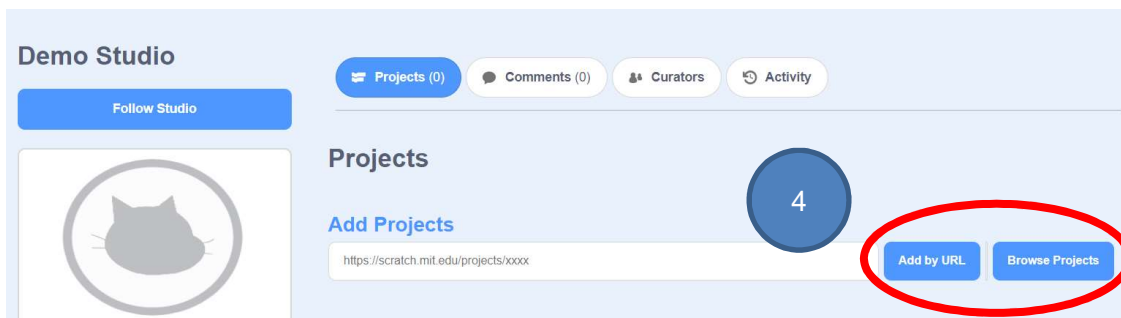 Demo Studio
Follow Studio
Projects (0)
Comments (0)
Curators
Activity
Projects
4
Add Projects
https://scratch.mit.edu/projects/xxxx
Add by URL
Browse Projects